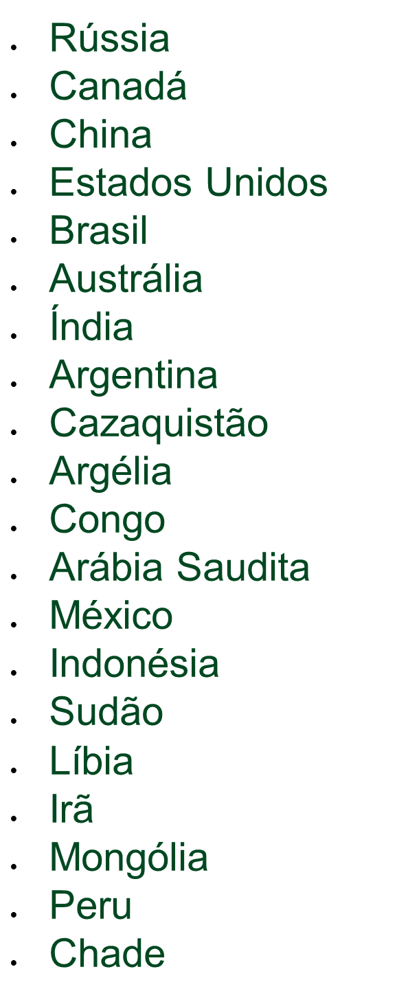 • Rússia
• Canadá
• China
• Estados Unidos
• Brasil
• Austrália
• Índia
• Argentina
• Cazaquistão
• Argélia
• Congo
• Arábia Saudita
• México
• Indonésia
• Sudão
• Líbia
• Irã
• Mongólia
• Peru
• Chade